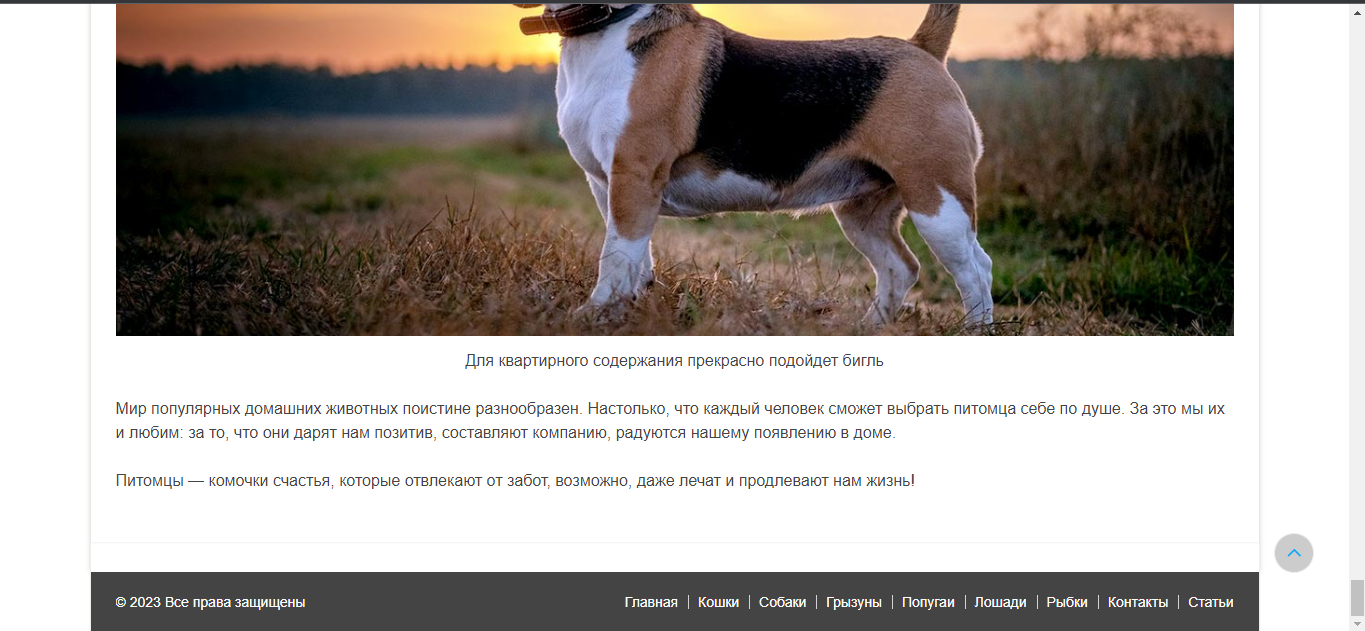 Для квартирного содержания прекрасно подойдет бигль
Мир популярных домашних животных поистине разнообразен. Настолько, что каждый человек сможет выбрать питомца себе по душе. За это мы их
и любим: за то, что они дарят нам позитив, составляют компанию, радуются нашему появлению в доме.
Питомцы — комочки счастья, которые отвлекают от забот, возможно, даже лечат и продлевают нам жизнь!
© 2023 Все права защищены
Главная | Кошки | Собаки | Грызуны | Попугаи | Лошади | Рыбки | Контакты | Статьи